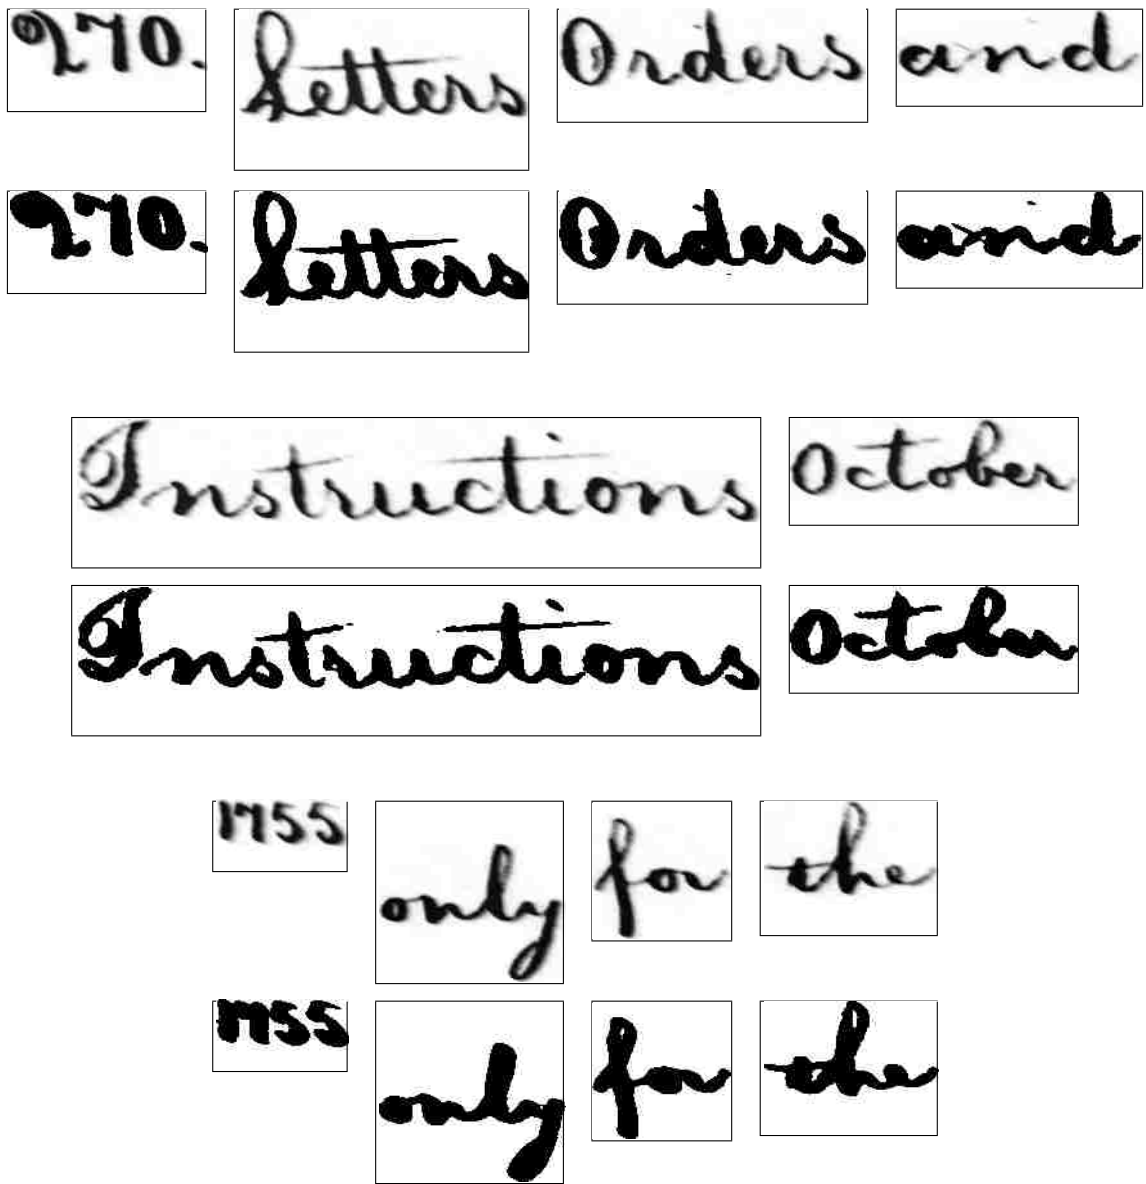 270. Letters Orders and
270. Letters Orders and
Instructions October
Instructions October
1755 only for the
1755 only for the